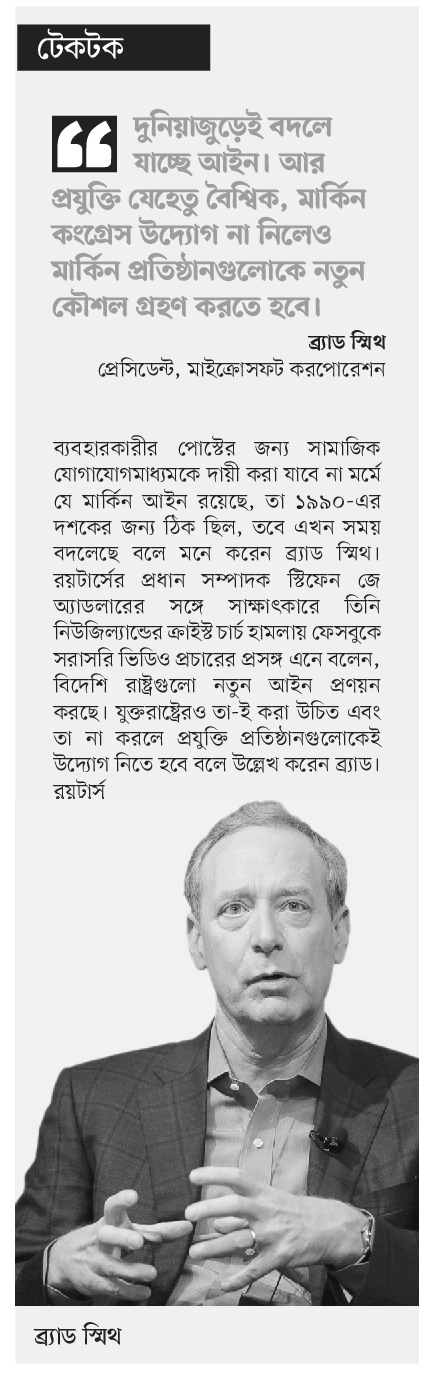 টেকটক
দুনিয়াজুড়েই বদলে
যাচ্ছে আইন। আর
প্রযুক্তি যেহেতু বৈশ্বিক, মার্কিন
কংগ্রেস উদ্যোগ না নিলেও
মার্কিন প্রতিষ্ঠানগুলোকে নতুন
কৌশল গ্রহণ করতে হবে।
ব্র্যাড স্মিথ
প্রেসিডেন্ট, মাইক্রোসফট করপোরেশন
ব্যবহারকারীর পোস্টের জন্য সামাজিক
যোগাযোগমাধ্যমকে দায়ী করা যাবে না মর্মে
যে মার্কিন আইন রয়েছে, তা ১৯৯০-এর
দশকের জন্য ঠিক ছিল, তবে এখন সময়
বদলেছে বলে মনে করেন ব্র্যাড স্মিথ।
রয়টার্সের প্রধান সম্পাদক স্টিফেন জে
অ্যাডলারের সঙ্গে সাক্ষাৎকারে তিনি
নিউজিল্যান্ডের ক্রাইস্ট চার্চ হামলায় ফেসবুকে
সরাসরি ভিডিও প্রচারের প্রসঙ্গ এনে বলেন,
বিদেশি রাষ্ট্রগুলো নতুন আইন প্রণয়ন
করছে। যুক্তরাষ্ট্রেরও তা-ই করা উচিত এবং
তা না করলে প্রযুক্তি প্রতিষ্ঠানগুলোকেই
উদ্যোগ নিতে হবে বলে উল্লেখ করেন ব্র্যাড।
রয়টার্স
ব্র্যাড স্মিথ